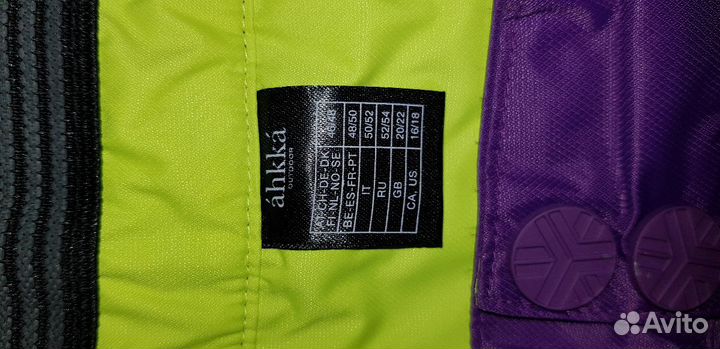 áhkká
OUTDOOR
AT-CH-DE-DK-
FI-NL-NO-SE 46/48
BE-ES-FR-PT 48/50
IT 50/52
RU 52/54
GB 20/22
CA, US 16/18
Avito